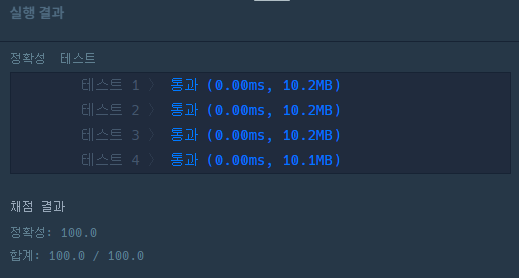 실행 결과
정확성 테스트
테스트 1 〉 통과 (0.00ms, 10.2MB)
테스트 2 〉 통과 (0.00ms, 10.2MB)
테스트 3 〉 통과 (0.00ms, 10.2MB)
테스트 4 〉 통과 (0.00ms, 10.1MB)
채점 결과
정확성: 100.0
합계: 100.0 / 100.0